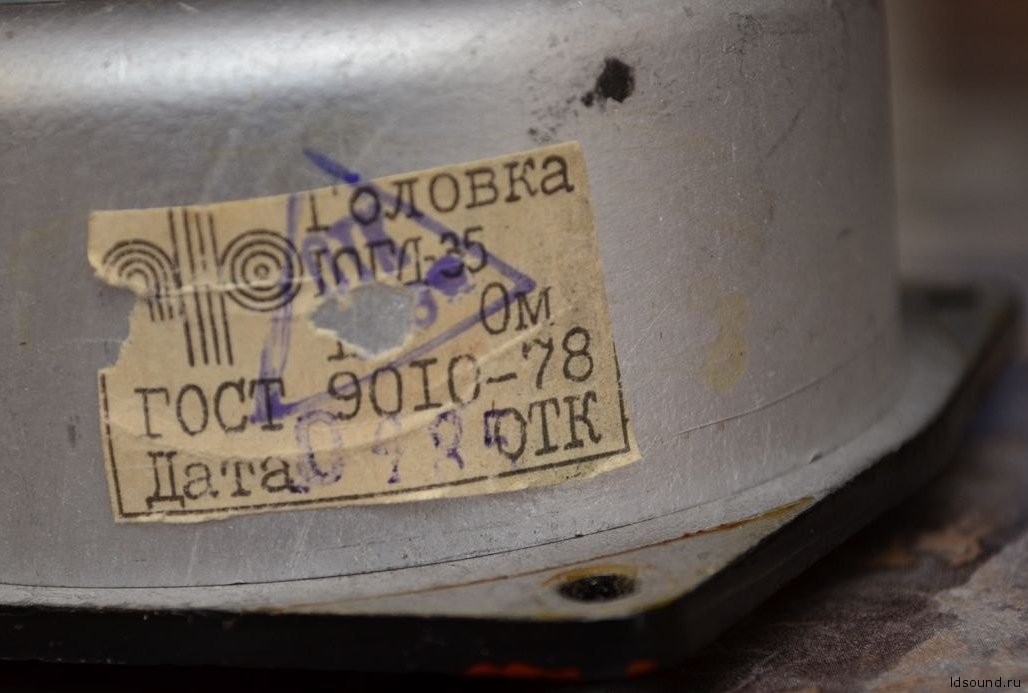 Головка
10ГД-35
Ом
ГОСТ 9010-78
Дата ОТК
ldsound.ru